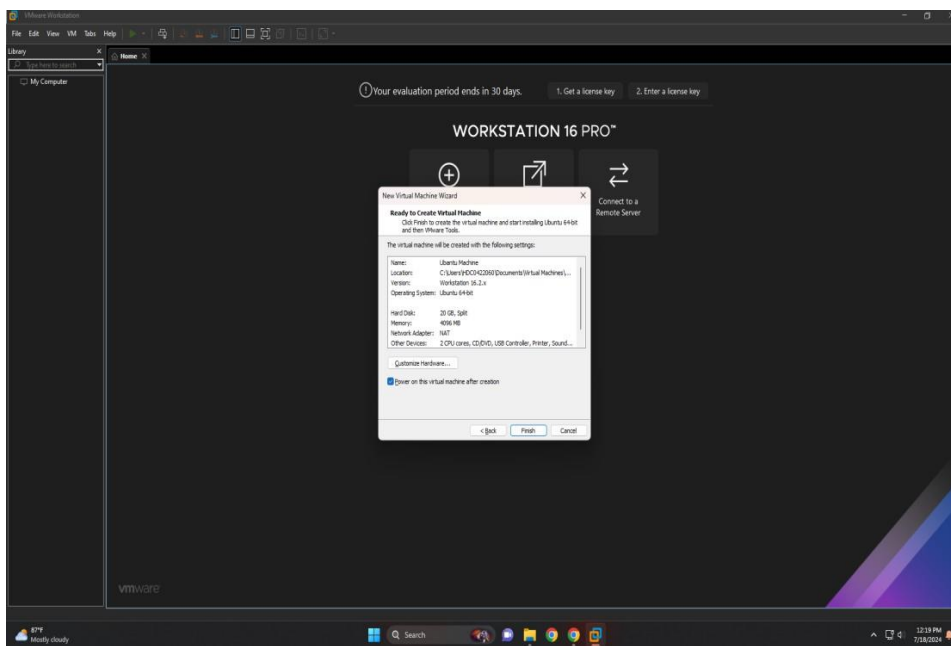 VMware Workstation
File Edit View VM Tabs Help
Library
Type here to search
My Computer
Home
Your evaluation period ends in 30 days.
1. Get a license key
2. Enter a license key
WORKSTATION 16 PRO™
Connect to a
Remote Server
New Virtual Machine Wizard
Ready to Create Virtual Machine
Click Finish to create the virtual machine and start installing Ubuntu 64-bit
and then VMware Tools.
The virtual machine will be created with the following settings:
Name: Ubantu Machine
Location: C:\Users\HDC0422060\Documents\Virtual Machines\...
Version: Workstation 16.2.x
Operating System: Ubuntu 64-bit
Hard Disk: 20 GB, Split
Memory: 4096 MB
Network Adapter: NAT
Other Devices: 2 CPU cores, CD/DVD, USB Controller, Printer, Sound...
Customize Hardware...
Power on this virtual machine after creation
< Back
Finish
Cancel
vmware
87°F
Mostly cloudy
Search
12:19 PM
7/18/2024